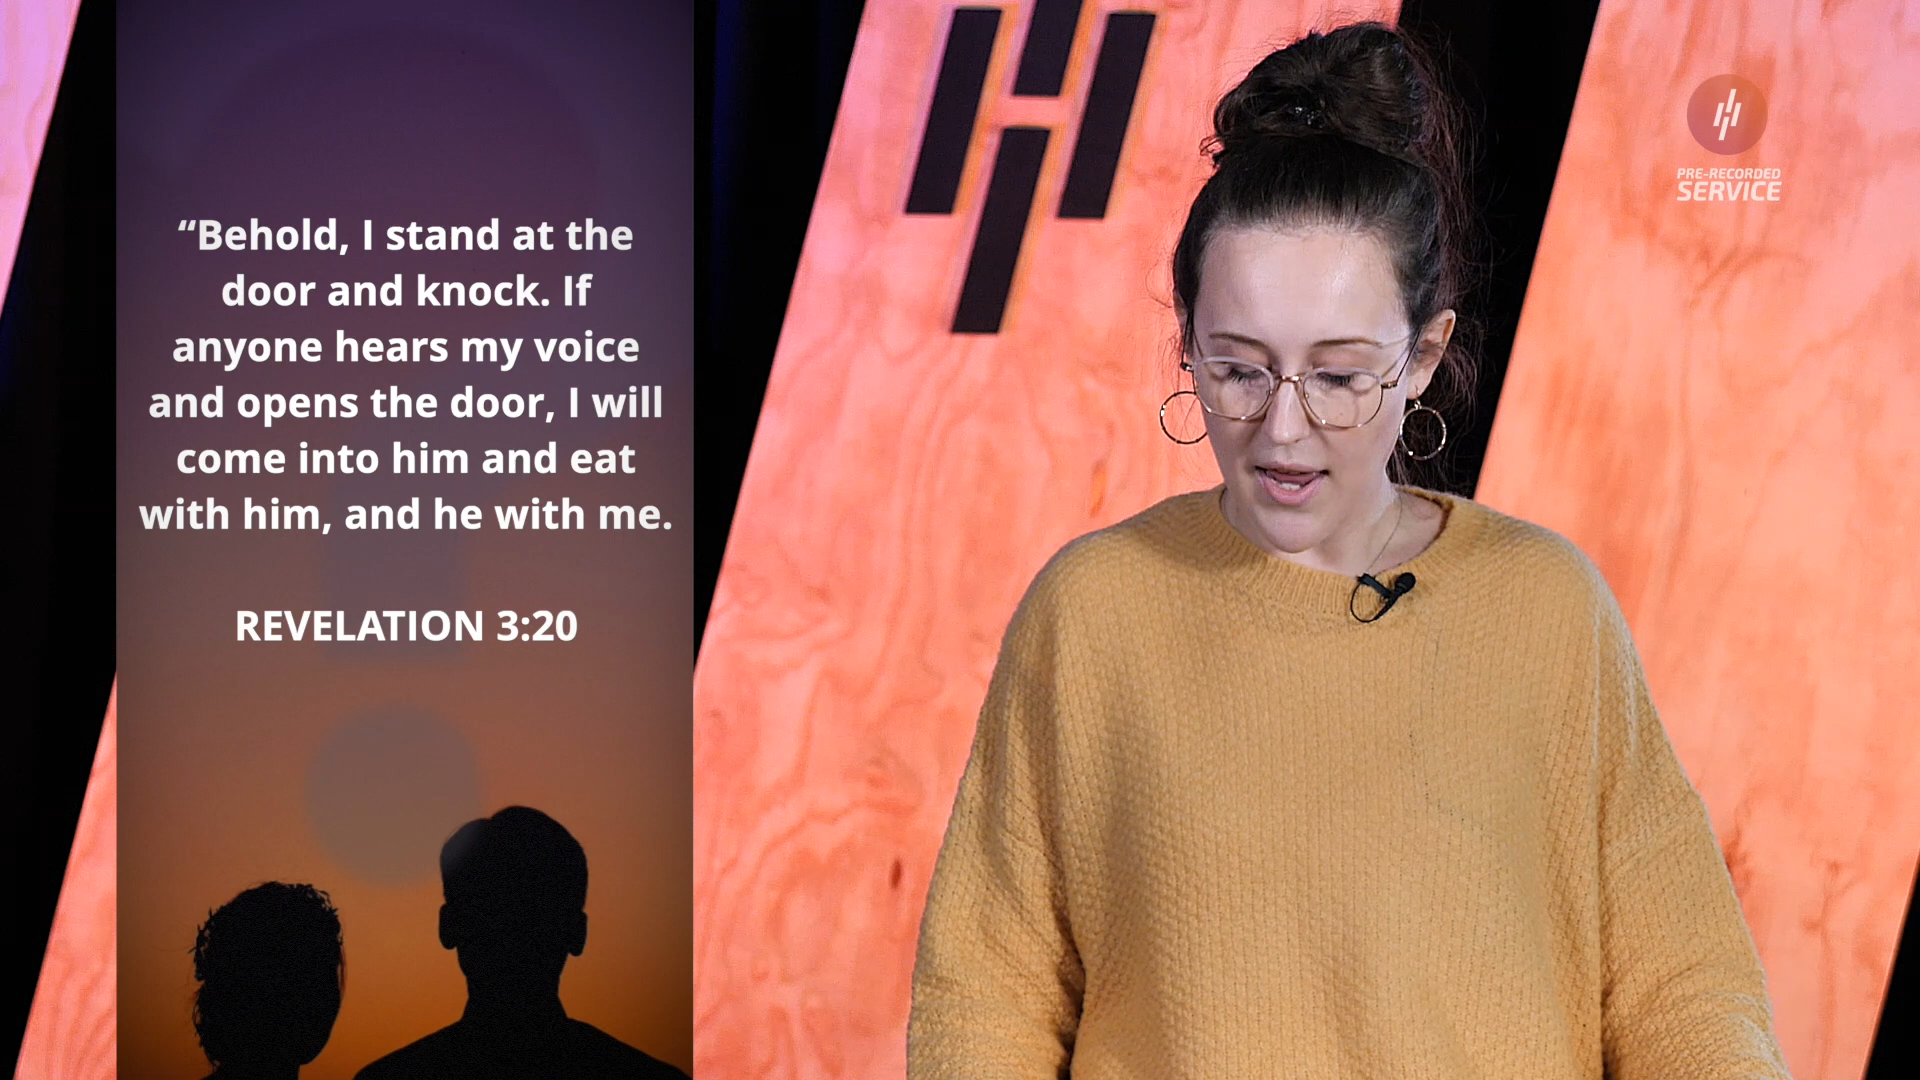 “Behold, I stand at the
door and knock. If
anyone hears my voice
and opens the door, I will
come into him and eat
with him, and he with me.
REVELATION 3:20
PRE-RECORDED
SERVICE